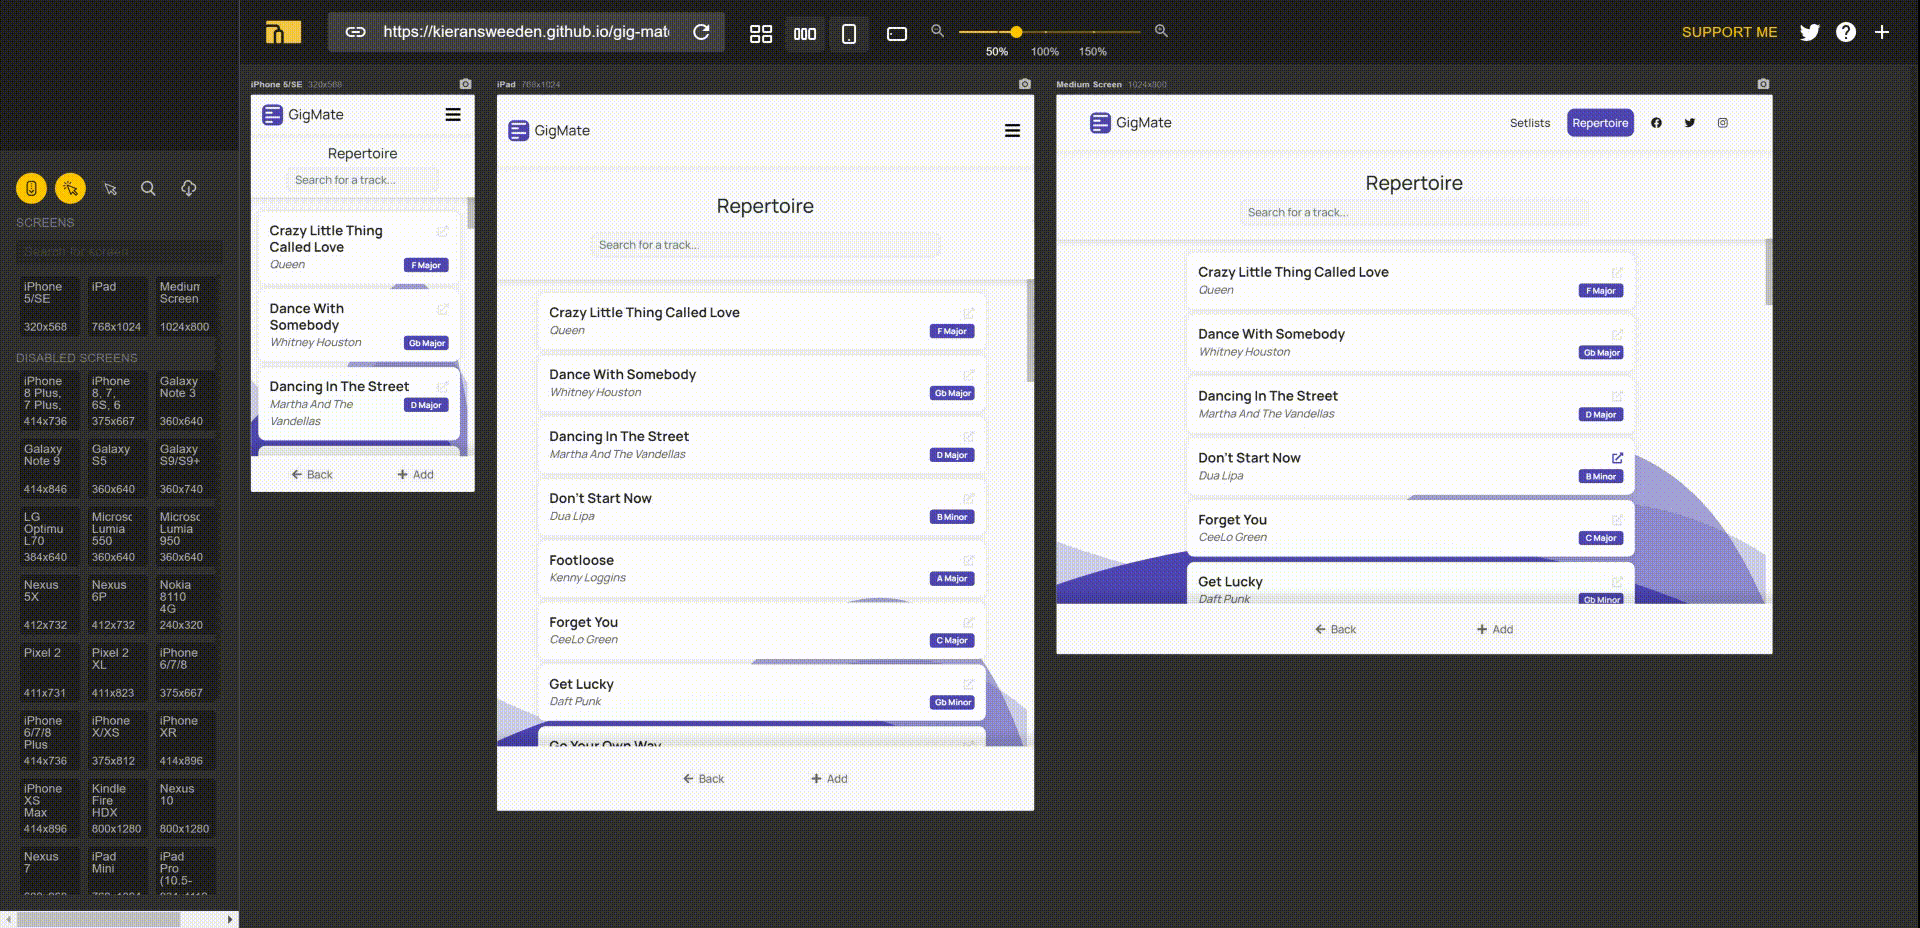 https://kieransweeden.github.io/gig-mate
50%
100%
150%
SUPPORT ME
SCREENS
Search for screen
iPhone
5/SE
320x568
iPad
768x1024
Medium
Screen
1024x800
DISABLED SCREENS
iPhone
8 Plus,
7 Plus,
414x736
iPhone
8, 7,
6S, 6
375x667
Galaxy
Note 3
360x640
Galaxy
Note 9
414x846
Galaxy
S5
360x640
Galaxy
S9/S9+
360x740
LG
Optimu
L70
384x640
Microsc
Lumia
550
360x640
Microsc
Lumia
950
360x640
Nexus
5X
412x732
Nexus
6P
412x732
Nokia
8110
4G
240x320
Pixel 2
411x731
Pixel 2
XL
411x823
iPhone
6/7/8
375x667
iPhone
6/7/8
Plus
414x736
iPhone
X/XS
375x812
iPhone
XR
414x896
iPhone
XS
Max
414x896
Kindle
Fire
HDX
800x1280
Nexus
10
800x1280
Nexus
7
iPad
Mini
iPad
Pro
(10.5-
iPhone 5/SE 320x568
GigMate
Repertoire
Search for a track...
Crazy Little Thing
Called Love
Queen
F Major
Dance With
Somebody
Whitney Houston
Gb Major
Dancing In The Street
Martha And The
Vandellas
D Major
Back
Add
iPad 768x1024
GigMate
Repertoire
Search for a track...
Crazy Little Thing Called Love
Queen
F Major
Dance With Somebody
Whitney Houston
Gb Major
Dancing In The Street
Martha And The Vandellas
D Major
Don't Start Now
Dua Lipa
B Minor
Footloose
Kenny Loggins
A Major
Forget You
CeeLo Green
C Major
Get Lucky
Daft Punk
Gb Minor
Go Your Own Way
Back
Add
Medium Screen 1024x800
GigMate
Setlists
Repertoire
Repertoire
Search for a track...
Crazy Little Thing Called Love
Queen
F Major
Dance With Somebody
Whitney Houston
Gb Major
Dancing In The Street
Martha And The Vandellas
D Major
Don't Start Now
Dua Lipa
B Minor
Forget You
CeeLo Green
C Major
Get Lucky
Daft Punk
Gb Minor
Back
Add